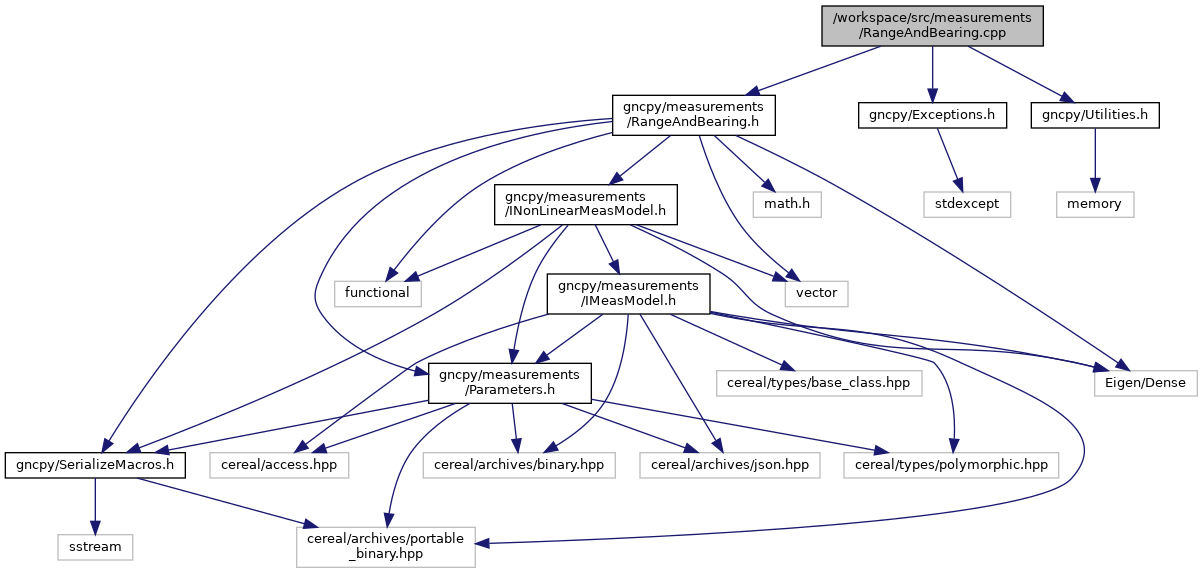 /workspace/src/measurements
/RangeAndBearing.cpp
gncpy/measurements
/RangeAndBearing.h
gncpy/Exceptions.h
gncpy/Utilities.h
gncpy/measurements
/INonLinearMeasModel.h
math.h
stdexcept
memory
functional
gncpy/measurements
/IMeasModel.h
vector
gncpy/measurements
/Parameters.h
cereal/types/base_class.hpp
Eigen/Dense
gncpy/SerializeMacros.h
cereal/access.hpp
cereal/archives/binary.hpp
cereal/archives/json.hpp
cereal/types/polymorphic.hpp
sstream
cereal/archives/portable
_binary.hpp